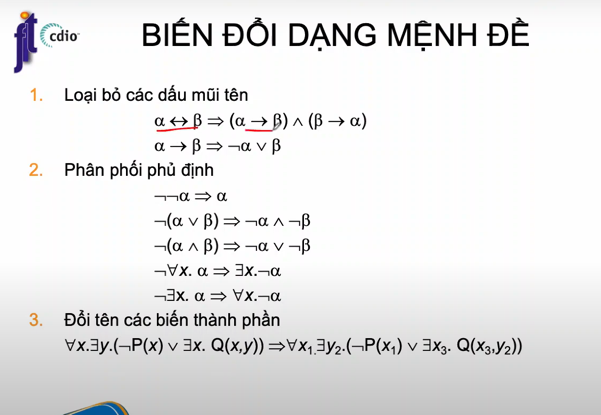 fit cdio
BIẾN ĐỔI DẠNG MỆNH ĐỀ
1. Loại bỏ các dấu mũi tên
α ↔ β ⇒ (α → β) ∧ (β → α)
α → β ⇒ ¬α ∨ β
2. Phân phối phủ định
¬¬α ⇒ α
¬(α ∨ β) ⇒ ¬α ∧ ¬β
¬(α ∧ β) ⇒ ¬α ∨ ¬β
¬∀x. α ⇒ ∃x.¬α
¬∃x. α ⇒ ∀x.¬α
3. Đổi tên các biến thành phần
∀x.∃y.(¬P(x) ∨ ∃x. Q(x,y)) ⇒∀x₁.∃y₂.(¬P(x₁) ∨ ∃x₃. Q(x₃,y₂))